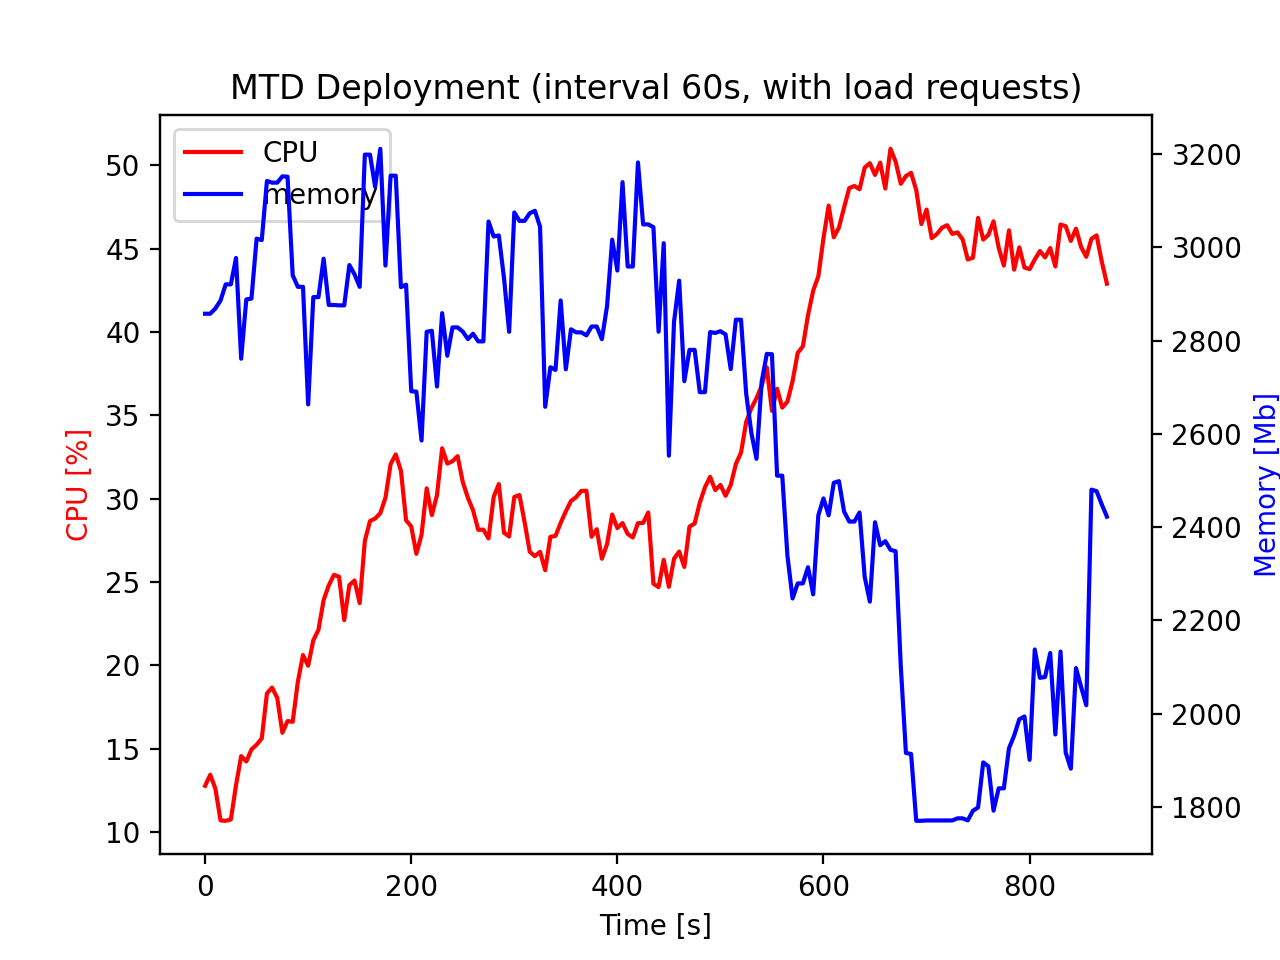 MTD Deployment (interval 60s, with load requests)
CPU
memory
50
45
40
35
30
25
20
15
10
CPU [%]
3200
3000
2800
2600
2400
2200
2000
1800
Memory [Mb]
0 200 400 600 800
Time [s]